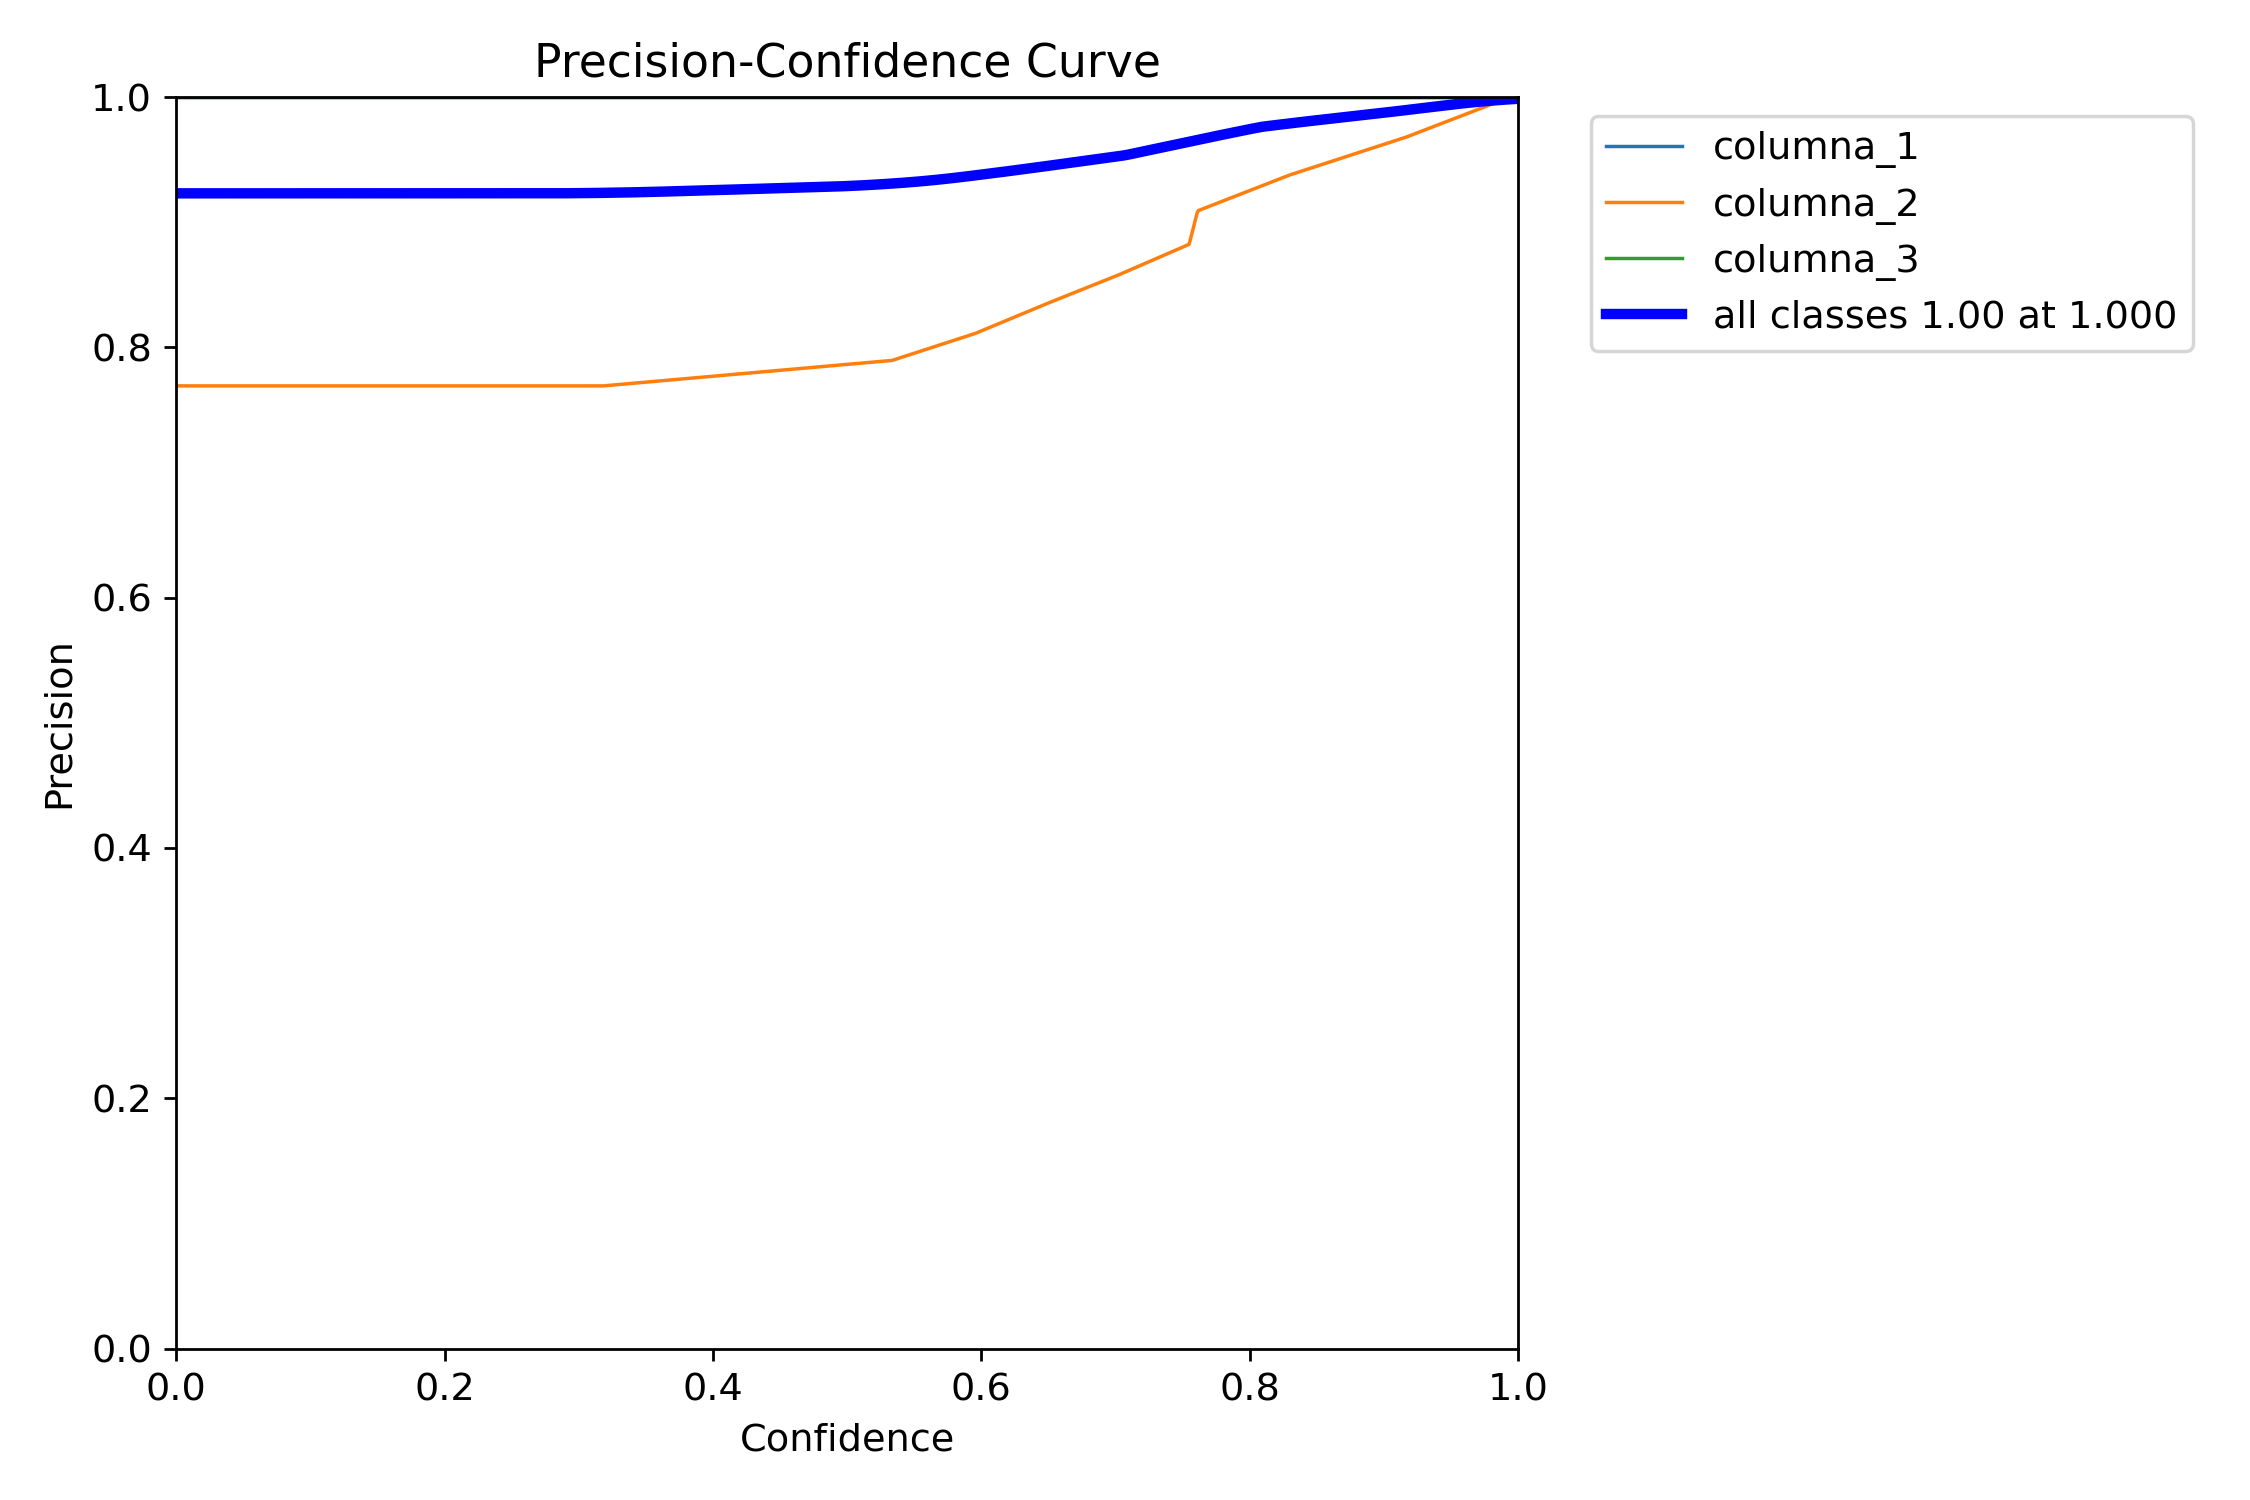 Precision-Confidence Curve
1.0
0.8
0.6
0.4
0.2
0.0
Precision
0.0 0.2 0.4 0.6 0.8 1.0
Confidence
columna_1
columna_2
columna_3
all classes 1.00 at 1.000